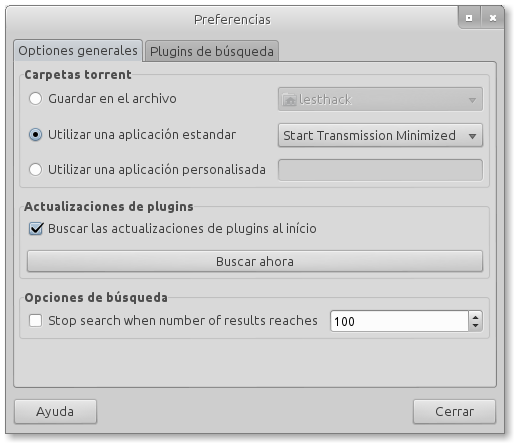 Preferencias
Optiones generales
Plugins de búsqueda
Carpetas torrent
Guardar en el archivo
lesthack
Utilizar una aplicación estandar
Start Transmission Minimized
Utilizar una aplicación personalisada
Actualizaciones de plugins
Buscar las actualizaciones de plugins al início
Buscar ahora
Opciones de búsqueda
Stop search when number of results reaches
100
Ayuda
Cerrar